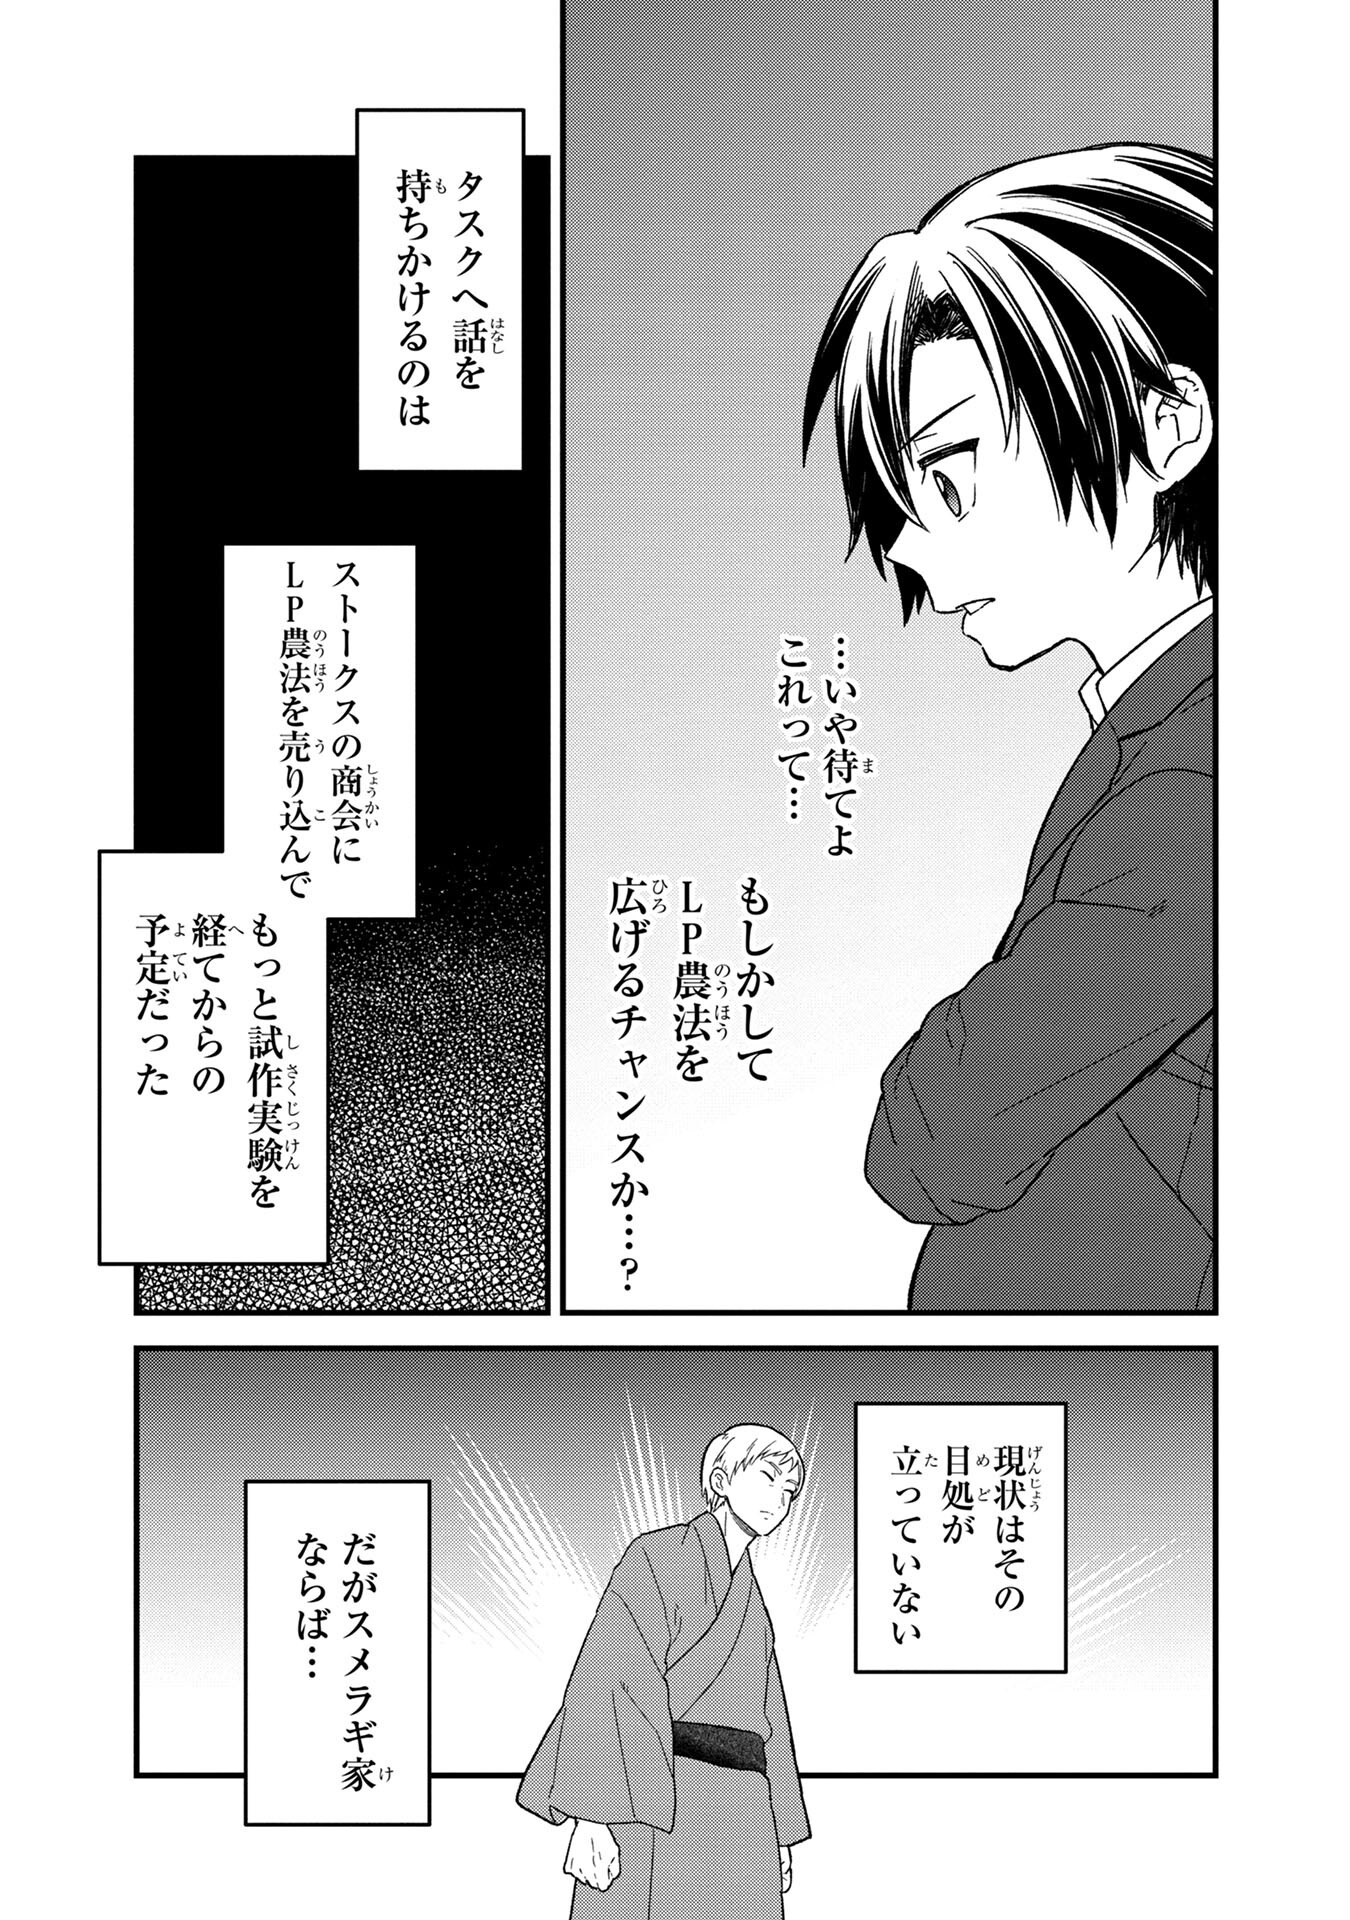 …いや待てよ
これって…
もしかして
LP農法を
広げるチャンスか…？
タスクへ話を
持ちかけるのは
ストークスの商会に
LP農法を売り込んで
もっと試作実験を
経てからの
予定だった
現状はその
目処が
立っていない
だがスメラギ家
ならば…